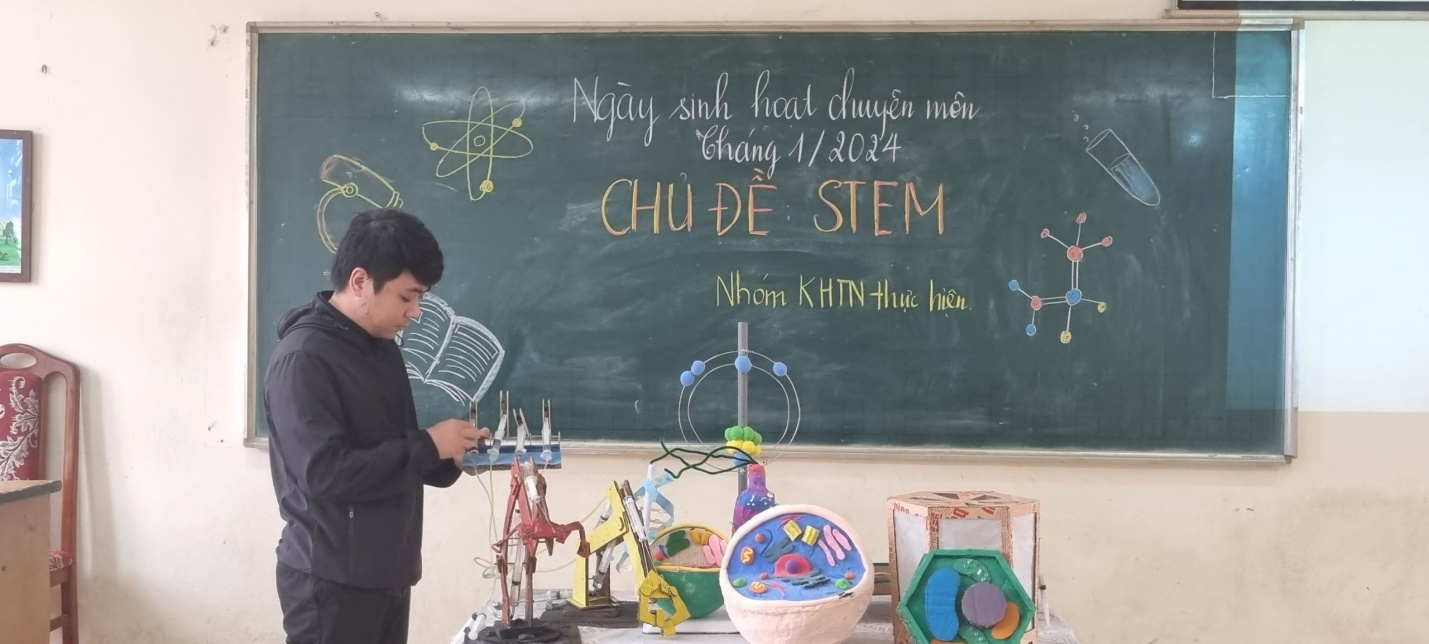 Ngày sinh hoạt chuyên môn
Tháng 1/2024
CHỦ ĐỀ: STEM
Nhóm KHTN thực hiện.